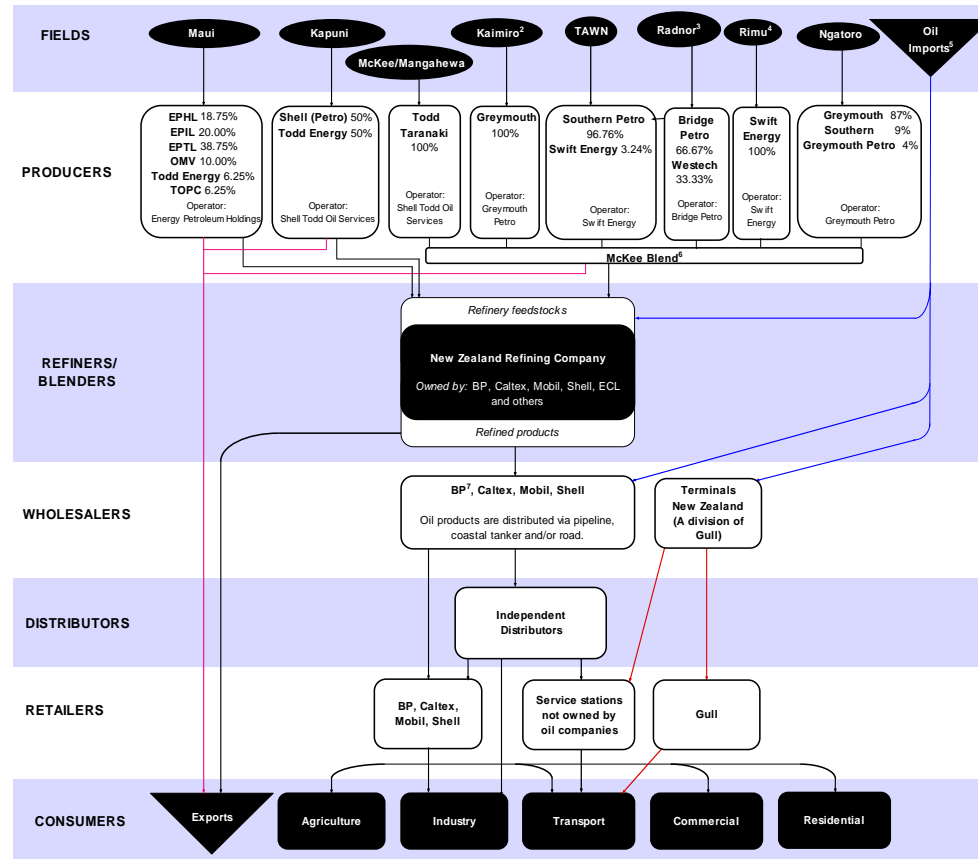 FIELDS
Maui
Kapuni
McKee/Mangahewa
Kaimiro2
TAWN
Radnor3
Rimu4
Ngatoro
Oil
Imports5
PRODUCERS
EPHL 18.75%
EPIL 20.00%
EPTL 38.75%
OMV 10.00%
Todd Energy 6.25%
TOPC 6.25%
Operator:
Energy Petroleum Holdings
Shell (Petro) 50%
Todd Energy 50%
Operator:
Shell Todd Oil Services
Todd
Taranaki
100%
Operator:
Shell Todd Oil
Services
Greymouth
100%
Operator:
Greymouth
Petro
Southern Petro
96.76%
Swift Energy 3.24%
Operator:
Swift Energy
Bridge
Petro
66.67%
Westech
33.33%
Operator:
Bridge Petro
Swift
Energy
100%
Operator:
Swift
Energy
Greymouth 87%
Southern 9%
Greymouth Petro 4%
Operator:
Greymouth Petro
McKee Blend6
REFINERS/
BLENDERS
Refinery feedstocks
New Zealand Refining Company
Owned by: BP, Caltex, Mobil, Shell, ECL
and others
Refined products
WHOLESALERS
BP7, Caltex, Mobil, Shell
Oil products are distributed via pipeline,
coastal tanker and/or road.
Terminals
New Zealand
(A division of
Gull)
DISTRIBUTORS
Independent
Distributors
RETAILERS
BP, Caltex,
Mobil, Shell
Service stations
not owned by
oil companies
Gull
CONSUMERS
Exports
Agriculture
Industry
Transport
Commercial
Residential